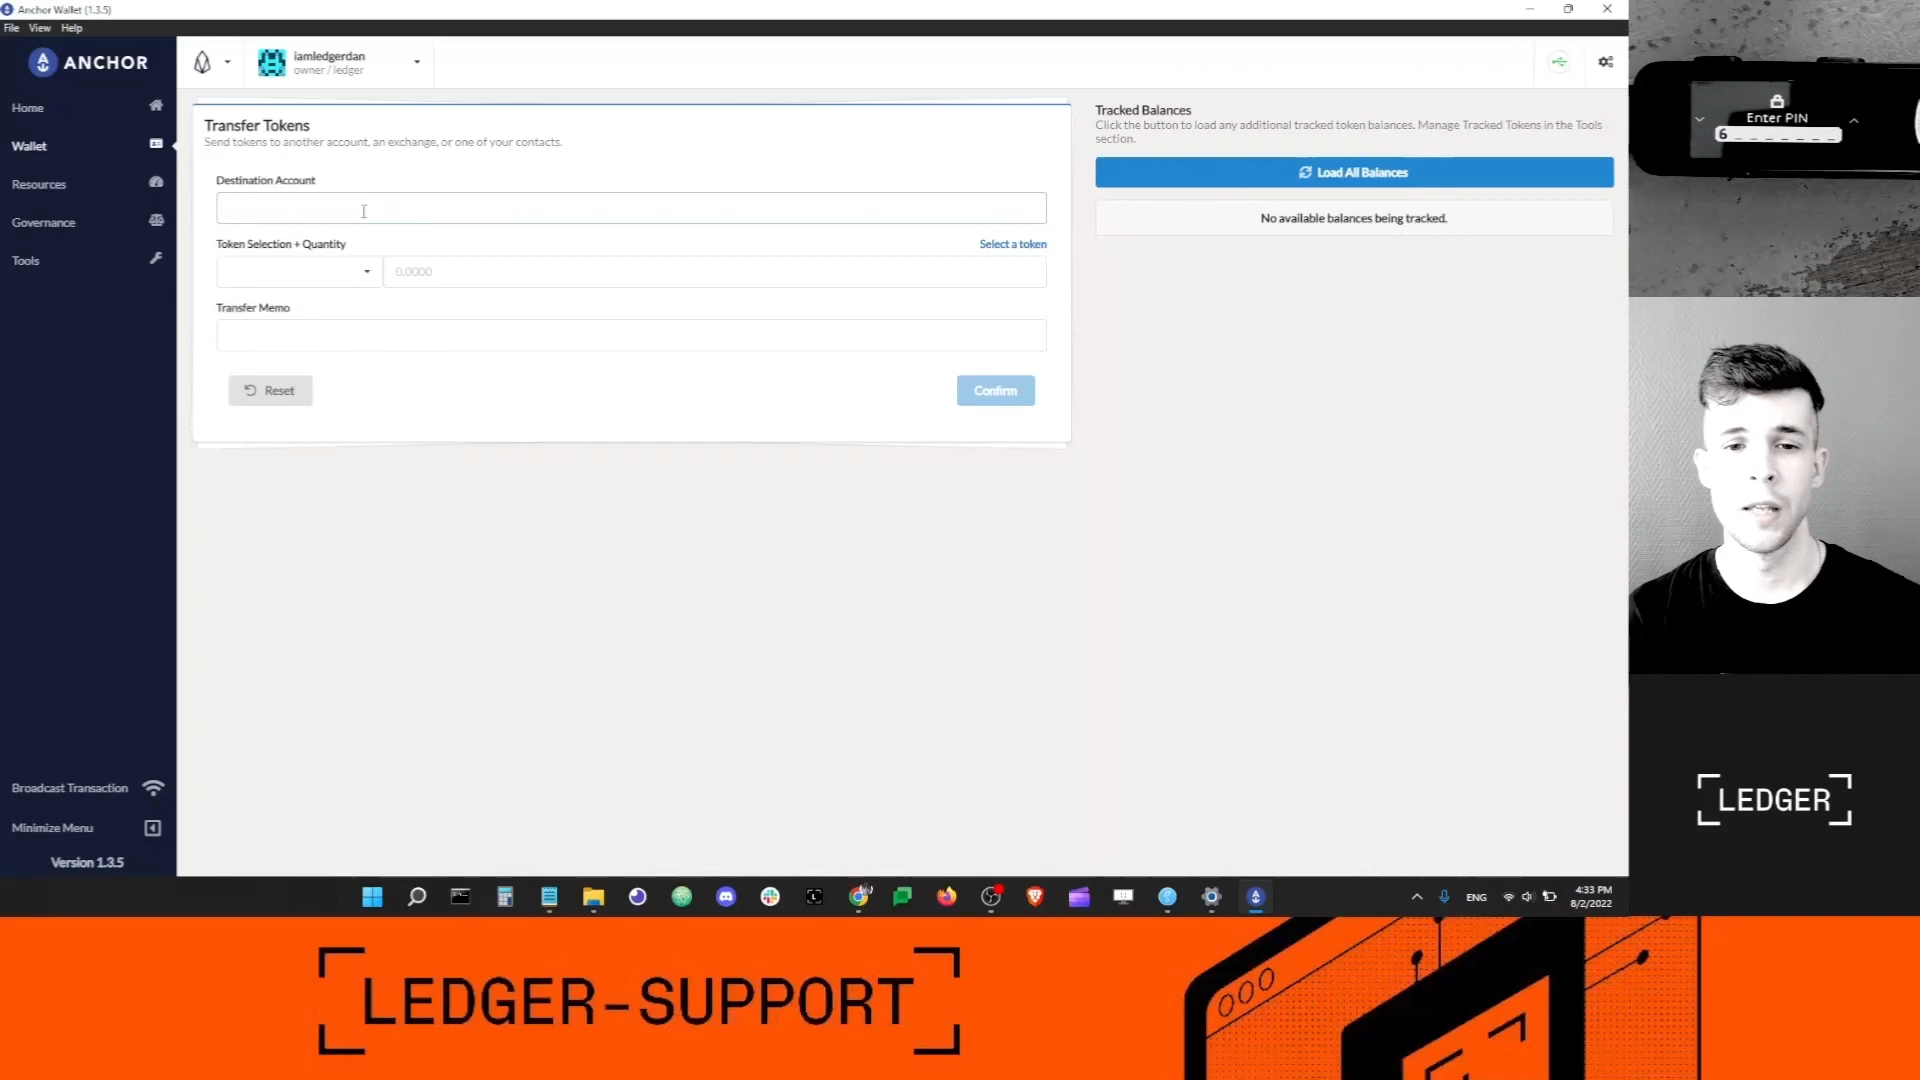 Anchor Wallet (1.3.5)
File View Help
ANCHOR
iamledgerdan
owner / ledger
Home
Wallet
Resources
Governance
Tools
Transfer Tokens
Send tokens to another account, an exchange, or one of your contacts.
Destination Account
Token Selection + Quantity
Select a token
0.0000
Transfer Memo
Reset
Confirm
Tracked Balances
Click the button to load any additional tracked token balances. Manage Tracked Tokens in the Tools
section.
Load All Balances
No available balances being tracked.
Enter PIN
6 _ _ _ _ _ _ _
LEDGER
Broadcast Transaction
Minimize Menu
Version 1.3.5
ENG
4:33 PM
8/2/2022
LEDGER-SUPPORT